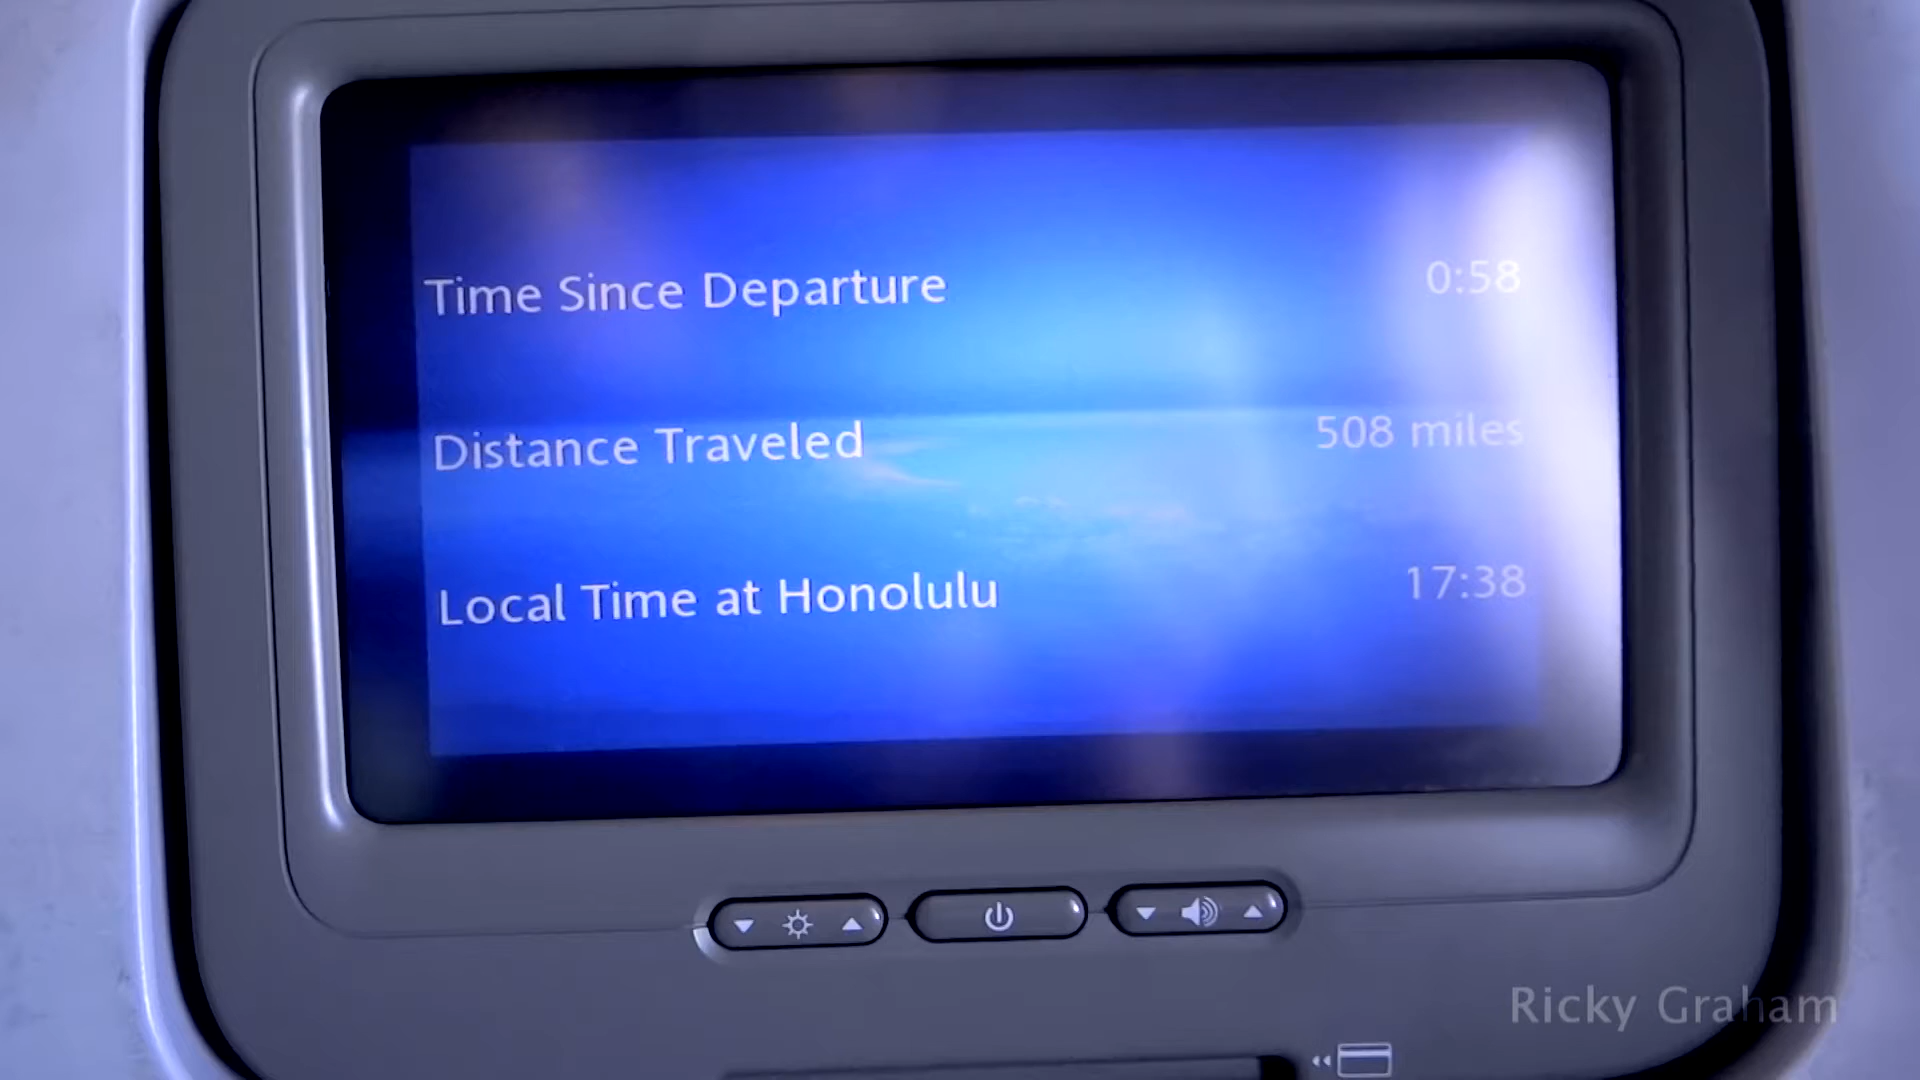 Time Since Departure 0:58
Distance Traveled 508 miles
Local Time at Honolulu 17:38
Ricky Graham